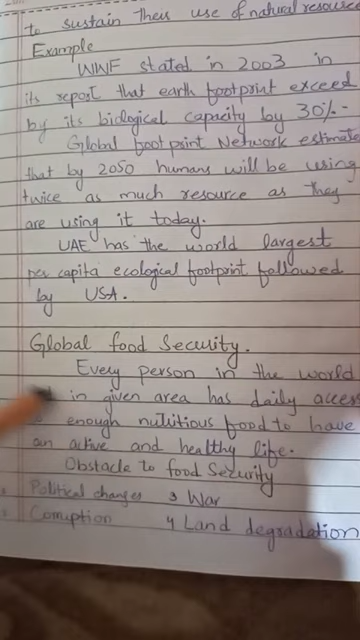 to sustain their use of natural resource
Example
WWF stated in 2003 in
its report that earth footprint exceed
by its biological capacity by 30%.
Global footprint Network estimate
that by 2050 humans will be using
twice as much resource as they
are using it today.
UAE has the world largest
per capita ecological footprint followed
by USA.
Global food Security.
Every person in the world
in given area has daily access
enough nutitious food to have
an active and healthy life.
Obstacle to food Security
Political changes 3 War
Corruption 4 Land degradation